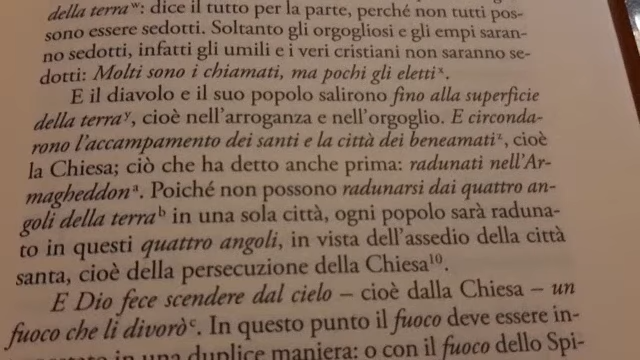 della terra ʷ: dice il tutto per la parte, perché non tutti pos-
sono essere sedotti. Soltanto gli orgogliosi e gli empi saran-
no sedotti, infatti gli umili e i veri cristiani non saranno se-
dotti: Molti sono i chiamati, ma pochi gli eletti ˣ.
E il diavolo e il suo popolo salirono fino alla superficie
della terra ʸ, cioè nell'arroganza e nell'orgoglio. E circonda-
rono l'accampamento dei santi e la città dei beneamati ᶻ, cioè
la Chiesa; ciò che ha detto anche prima: radunati nell'Ar-
magheddon ᵃ. Poiché non possono radunarsi dai quattro an-
goli della terra ᵇ in una sola città, ogni popolo sarà raduna-
to in questi quattro angoli, in vista dell'assedio della città
santa, cioè della persecuzione della Chiesa¹⁰.
E Dio fece scendere dal cielo – cioè dalla Chiesa – un
fuoco che li divorò ᶜ. In questo punto il fuoco deve essere in-
in una duplice maniera: o con il fuoco dello Spi-